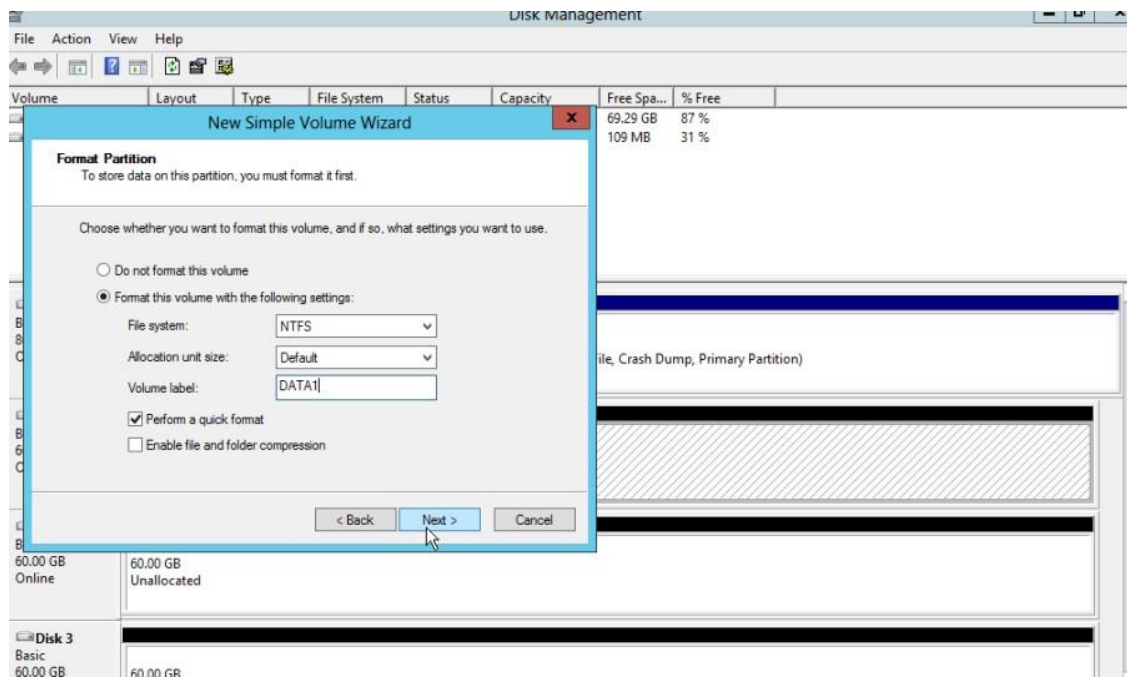 Disk Management
File Action View Help
Volume Layout Type File System Status Capacity Free Spa... % Free
69.29 GB 87 %
109 MB 31 %
New Simple Volume Wizard
Format Partition
To store data on this partition, you must format it first.
Choose whether you want to format this volume, and if so, what settings you want to use.
Do not format this volume
Format this volume with the following settings:
File system: NTFS
Allocation unit size: Default
Volume label: DATA1
Perform a quick format
Enable file and folder compression
< Back Next > Cancel
ile, Crash Dump, Primary Partition)
60.00 GB 60.00 GB
Online Unallocated
Disk 3
Basic
60.00 GB 60.00 GB